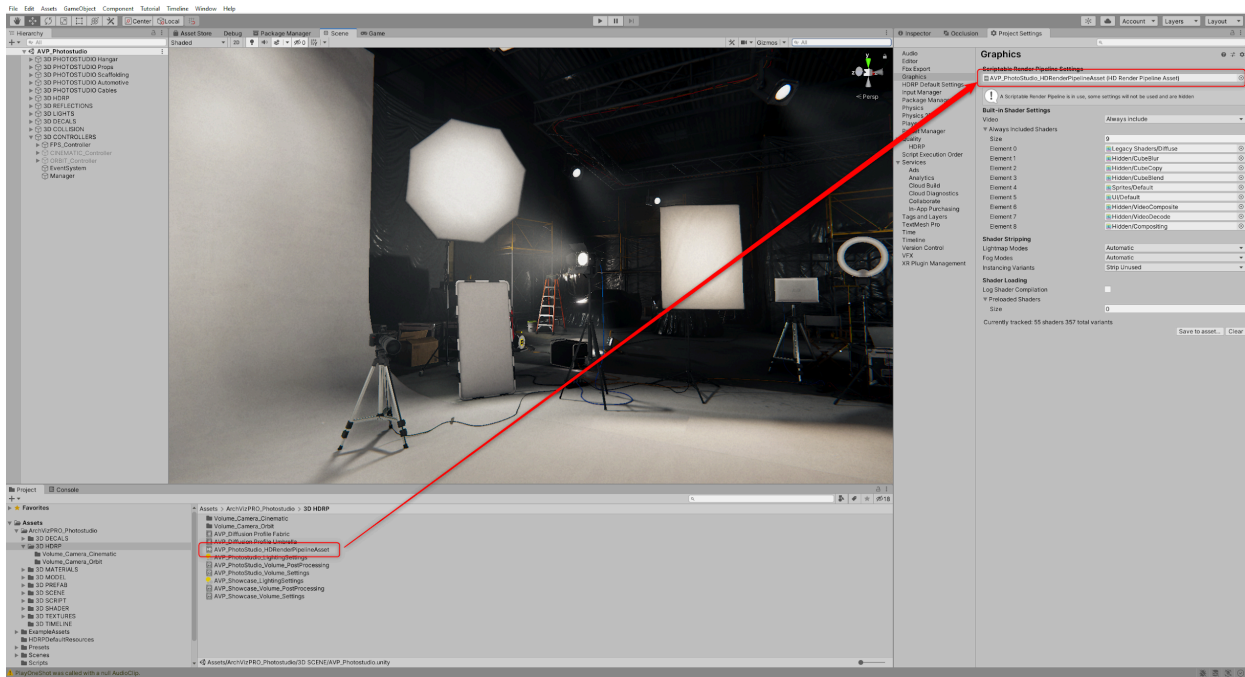 File Edit Assets GameObject Component Tutorial Timeline Window Help
Center Local
Account Layers Layout
Hierarchy
All
AVP_Photostudio
3D PHOTOSTUDIO Hangar
3D PHOTOSTUDIO Props
3D PHOTOSTUDIO Scaffolding
3D PHOTOSTUDIO Automotive
3D PHOTOSTUDIO Cables
3D HDRP
3D REFLECTIONS
3D LIGHTS
3D DECALS
3D COLLISION
3D CONTROLLERS
FPS_Controller
CINEMATIC_Controller
ORBIT_Controller
EventSystem
Manager
Asset Store Debug Package Manager Scene Game
Shaded 2D 0 Gizmos All
y
z
Persp
Inspector Occlusion Project Settings
Audio
Editor
Fbx Export
Graphics
HDRP Default Settings
Input Manager
Package Manager
Physics
Physics
Player
Manager
Quality
HDRP
Script Execution Order
Services
Ads
Analytics
Cloud Build
Cloud Diagnostics
Collaborate
In-App Purchasing
Tags and Layers
TextMesh Pro
Time
Timeline
Version Control
VFX
XR Plugin Management
Graphics
Scriptable Render Pipeline Settings
AVP_PhotoStudio_HDRenderPipelineAsset (HD Render Pipeline Asset)
A Scriptable Render Pipeline is in use, some settings will not be used and are hidden
Built-in Shader Settings
Video Always include
Always Included Shaders
Size 9
Element 0 Legacy Shaders/Diffuse
Element 1 Hidden/CubeBlur
Element 2 Hidden/CubeCopy
Element 3 Hidden/CubeBlend
Element 4 Sprites/Default
Element 5 UI/Default
Element 6 Hidden/VideoComposite
Element 7 Hidden/VideoDecode
Element 8 Hidden/Compositing
Shader Stripping
Lightmap Modes Automatic
Fog Modes Automatic
Instancing Variants Strip Unused
Shader Loading
Log Shader Compilation
Preloaded Shaders
Size 0
Currently tracked: 55 shaders 357 total variants
Save to asset... Clear
Project Console
18
Favorites
Assets
ArchVizPRO_Photostudio
3D DECALS
3D HDRP
Volume_Camera_Cinematic
Volume_Camera_Orbit
3D MATERIALS
3D MODEL
3D PREFAB
3D SCENE
3D SCRIPT
3D SHADER
3D TEXTURES
3D TIMELINE
ExampleAssets
HDRPDefaultResources
Presets
Scenes
Scripts
Assets > ArchVizPRO_Photostudio > 3D HDRP
Volume_Camera_Cinematic
Volume_Camera_Orbit
AVP_Diffusion Profile Fabric
AVP_Diffusion Profile Umbrella
AVP_PhotoStudio_HDRenderPipelineAsset
AVP_Photostudio_LightingSettings
AVP_PhotoStudio_Volume_PostProcessing
AVP_PhotoStudio_Volume_Settings
AVP_Showcase_LightingSettings
AVP_Showcase_Volume_PostProcessing
AVP_Showcase_Volume_Settings
Assets/ArchVizPRO_Photostudio/3D SCENE/AVP_Photostudio.unity
PlayOneShot was called with a null AudioClip.